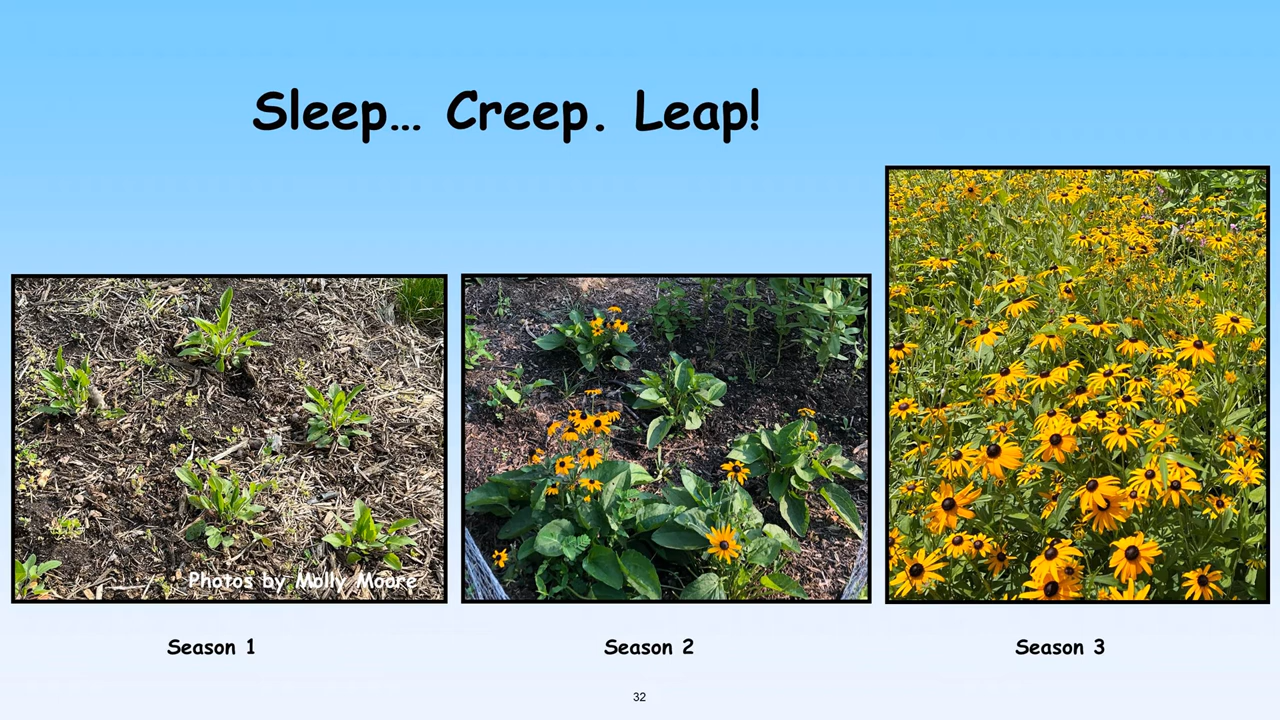 Sleep... Creep. Leap!
Photos by Molly Moore
Season 1
Season 2
Season 3
32